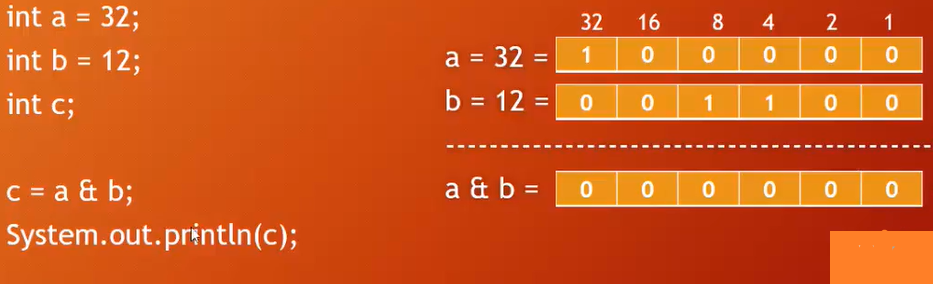 int a = 32;
int b = 12;
int c;
c = a & b;
System.out.println(c);
32 16 8 4 2 1
a = 32 = 1 0 0 0 0 0
b = 12 = 0 0 1 1 0 0
a & b = 0 0 0 0 0 0